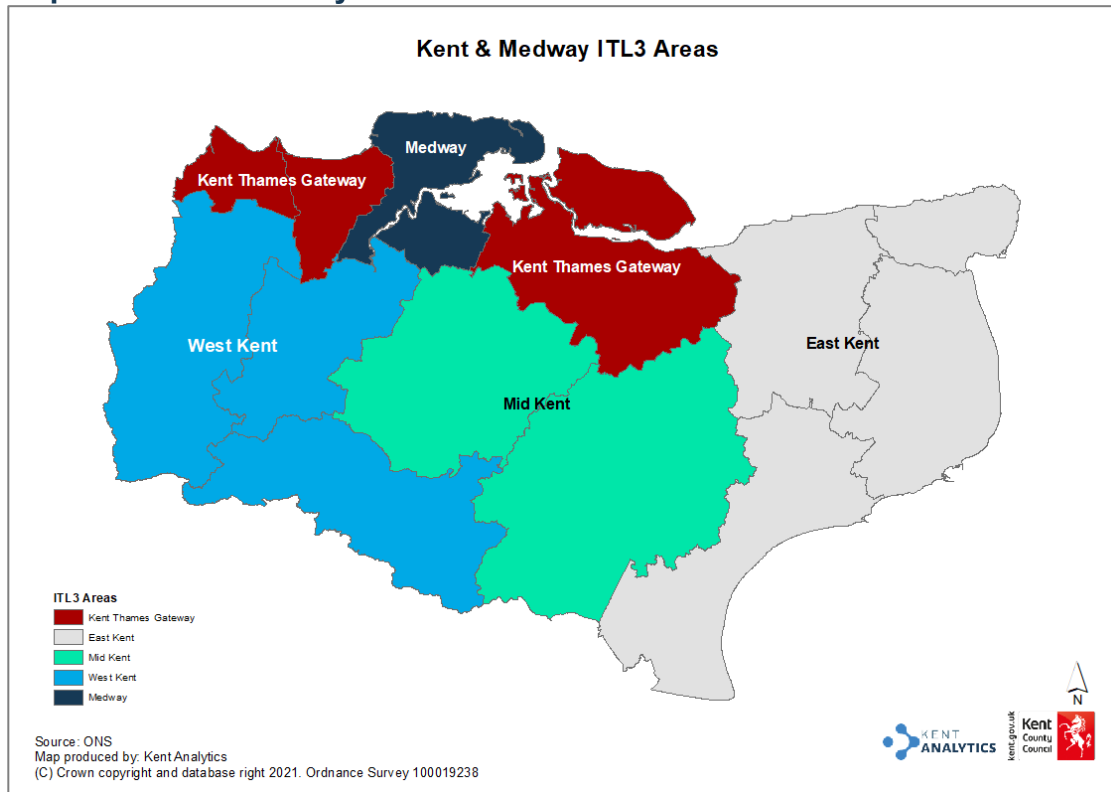 Kent & Medway ITL3 Areas
Medway
Kent Thames Gateway
Kent Thames Gateway
West Kent
East Kent
Mid Kent
ITL3 Areas
Kent Thames Gateway
East Kent
Mid Kent
West Kent
Medway
N
Source: ONS
Map produced by: Kent Analytics
(C) Crown copyright and database right 2021. Ordnance Survey 100019238
KENT
ANALYTICS
kent.gov.uk
Kent
County
Council